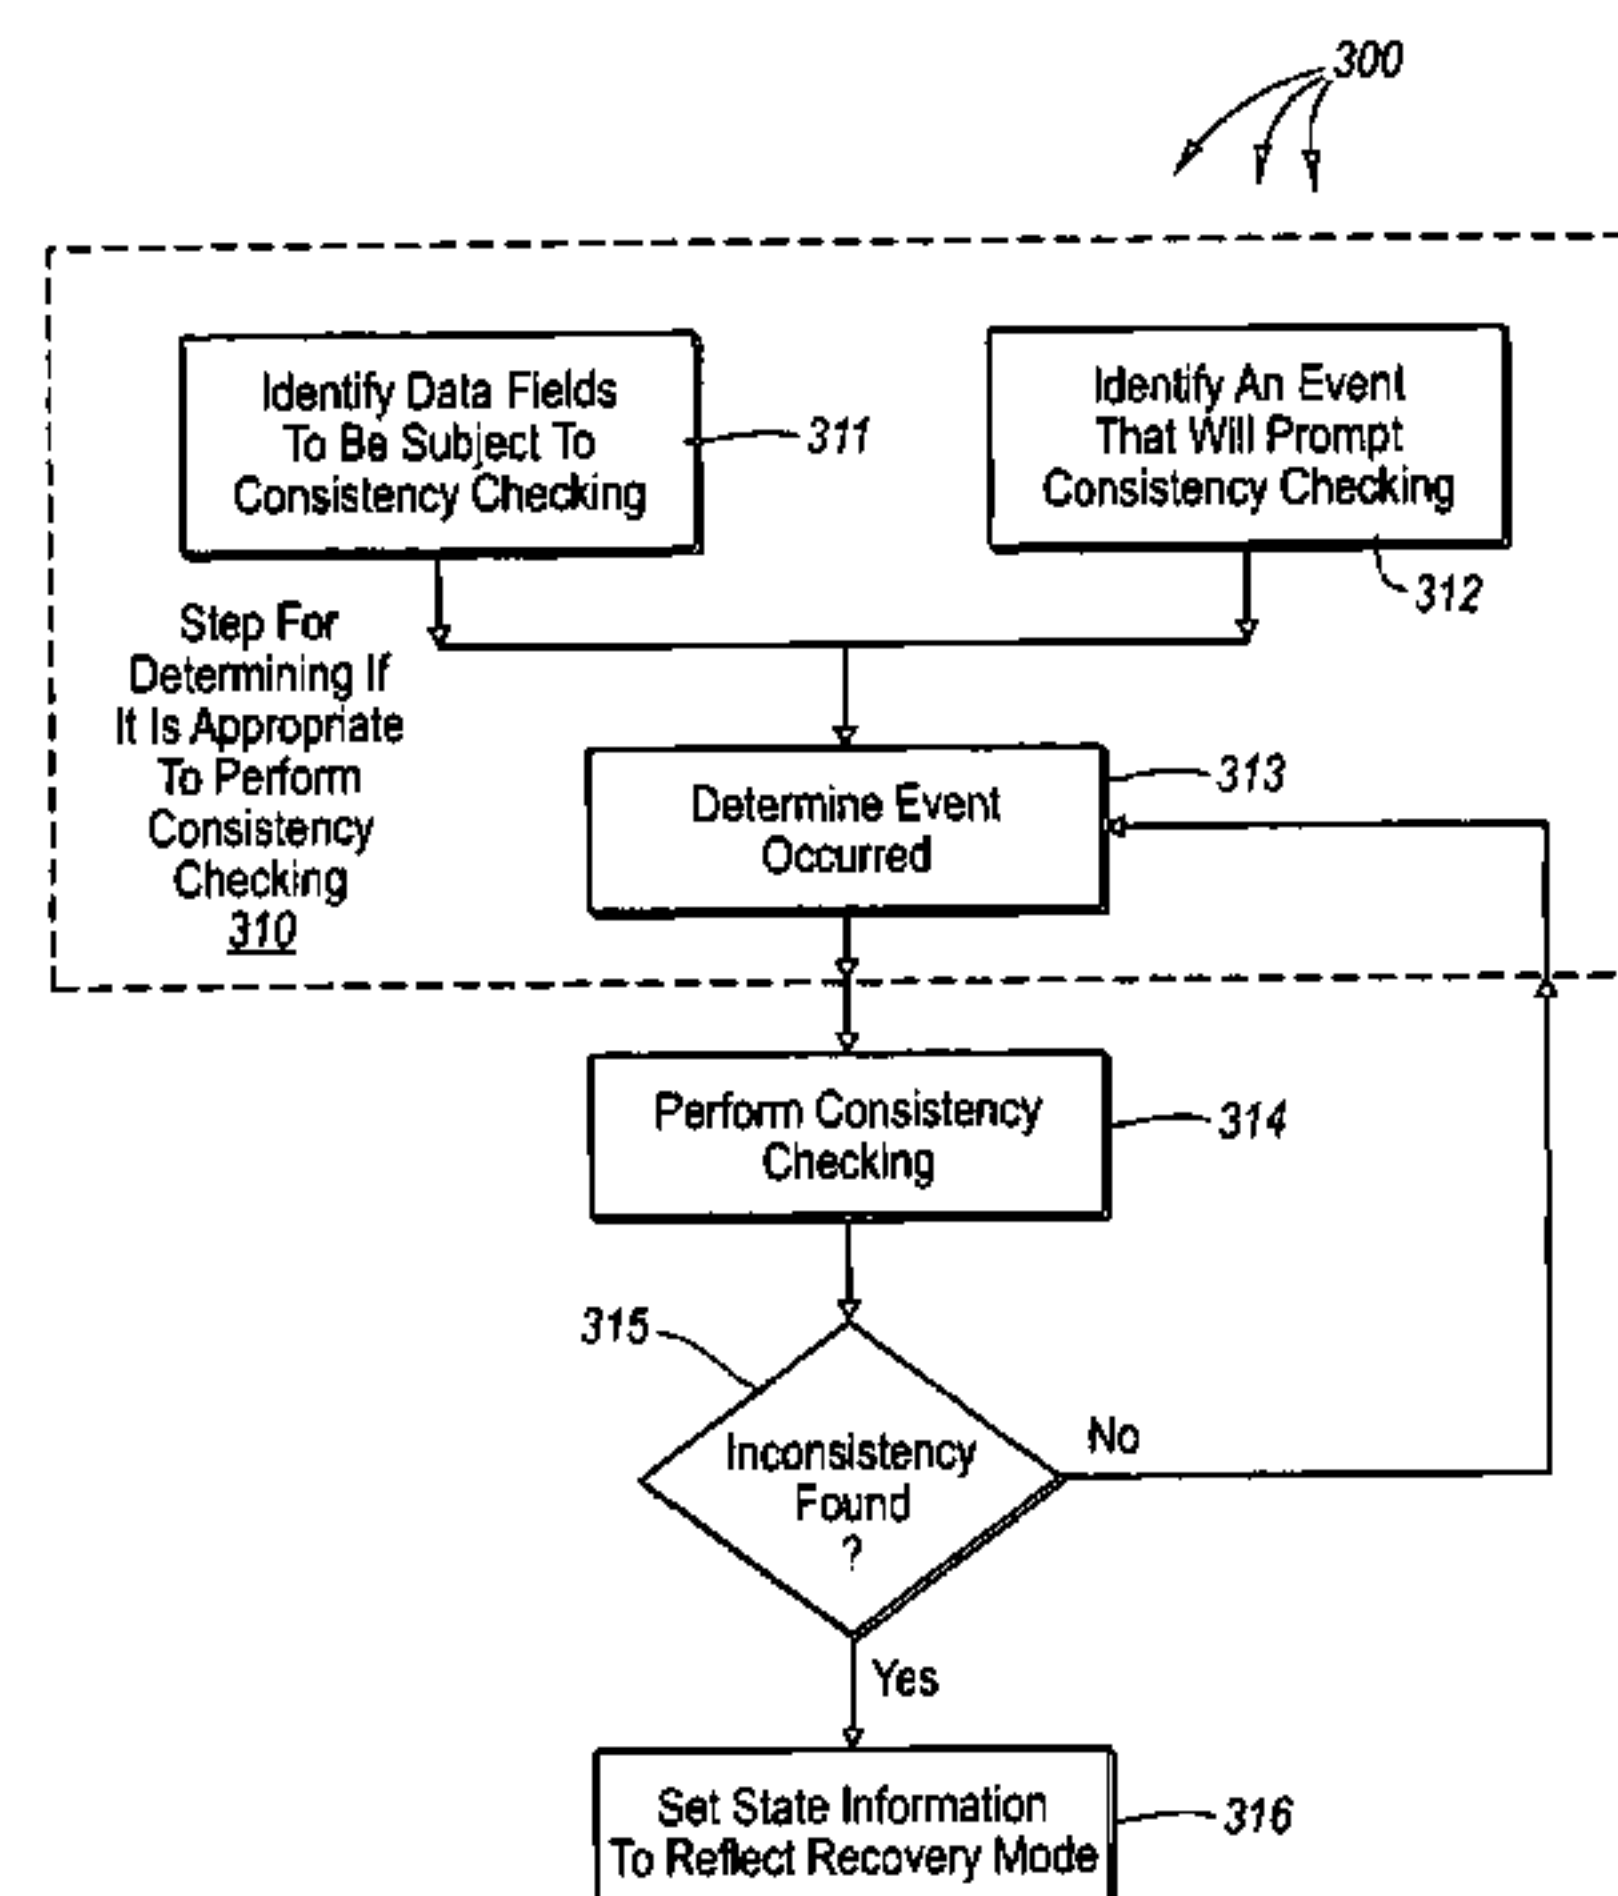 300
Identify Data Fields
To Be Subject To
Consistency Checking
311
Identify An Event
That Will Prompt
Consistency Checking
312
Step For
Determining If
It Is Appropriate
To Perform
Consistency
Checking
310
Determine Event
Occurred
313
Perform Consistency
Checking
314
315
Inconsistency
Found
?
No
Yes
Set State Information
To Reflect Recovery Mode
316